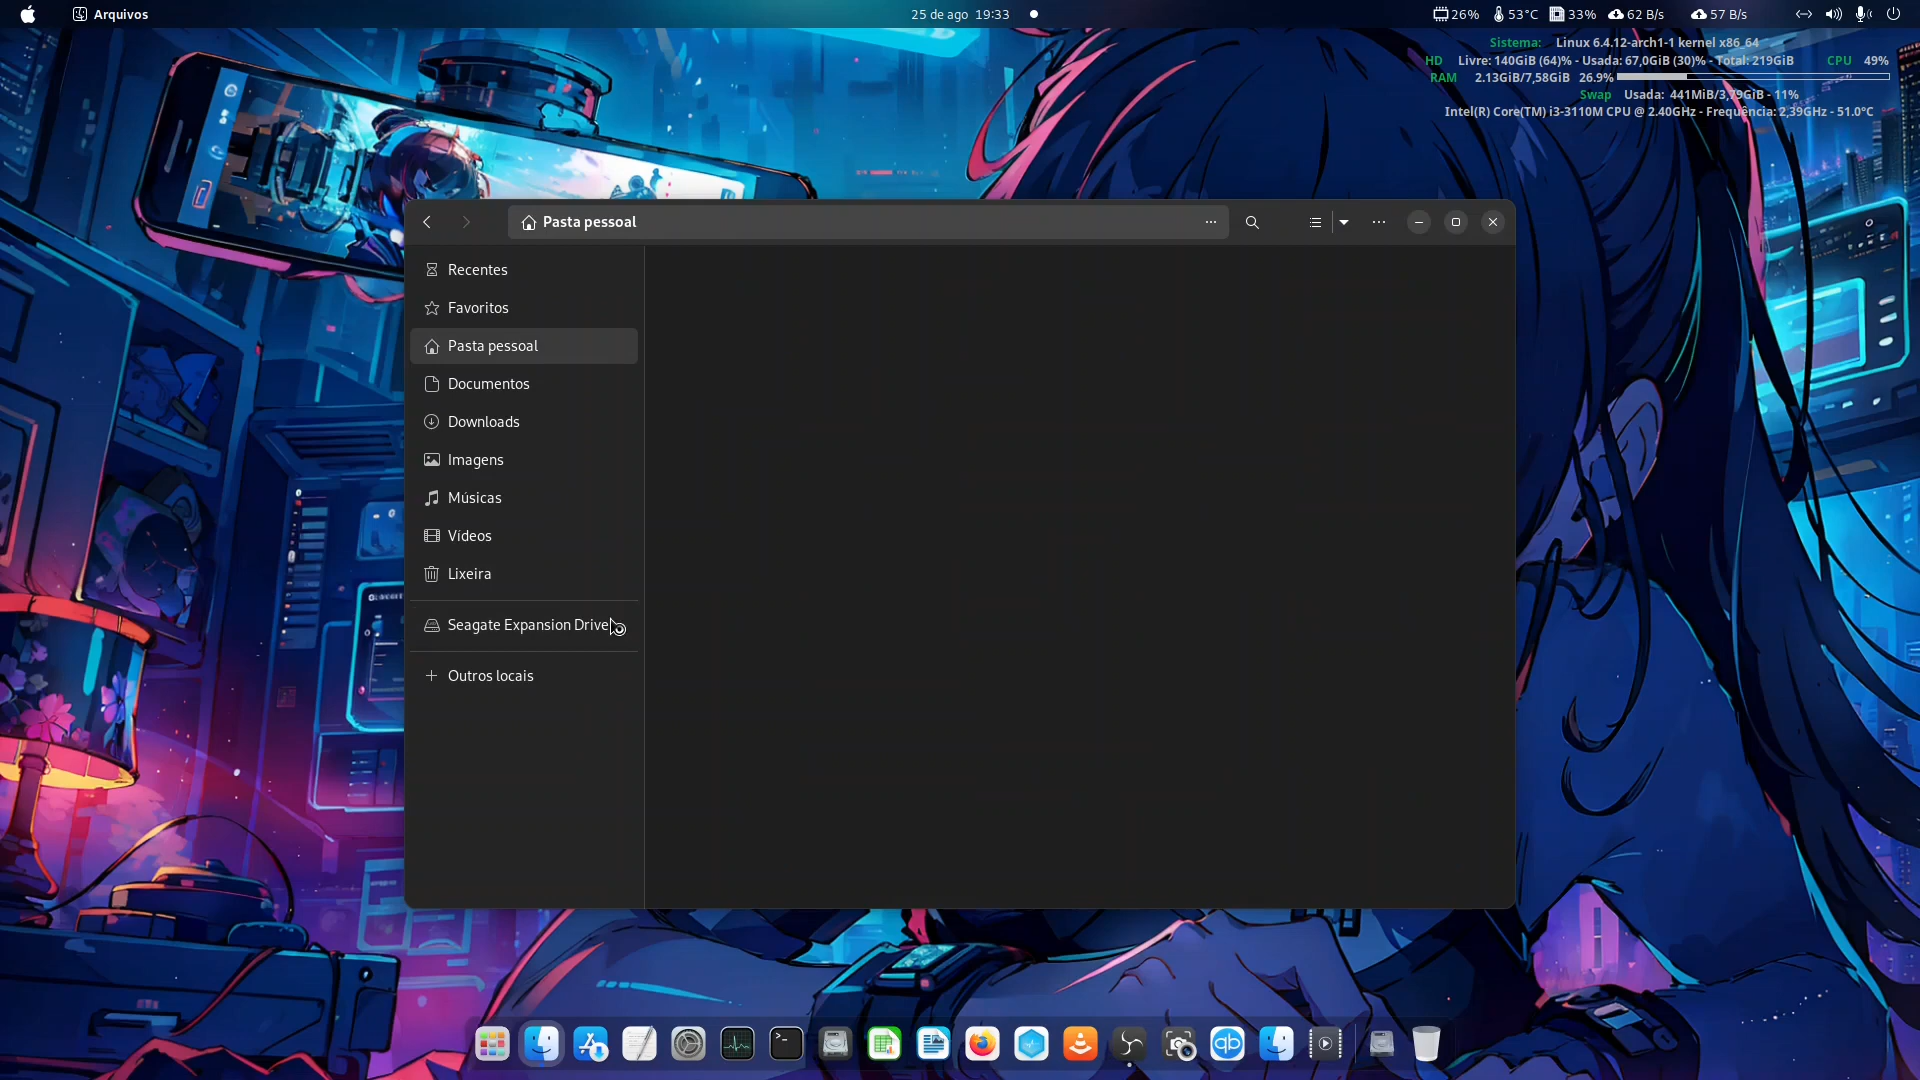 Arquivos
25 de ago 19:33
26% 53°C 33% 62 B/s 57 B/s
Sistema: Linux 6.4.12-arch1-1 kernel x86_64
HD Livre: 140GiB (64)% - Usada: 67,0GiB (30)% - Total: 219GiB CPU 49%
RAM 2.13GiB/7,58GiB 26.9%
Swap Usada: 441MiB/3,79GiB - 11%
Intel(R) Core(TM) i3-3110M CPU @ 2.40GHz - Frequência: 2,39GHz - 51.0°C
Pasta pessoal
Recentes
Favoritos
Pasta pessoal
Documentos
Downloads
Imagens
Músicas
Vídeos
Lixeira
Seagate Expansion Drive
Outros locais